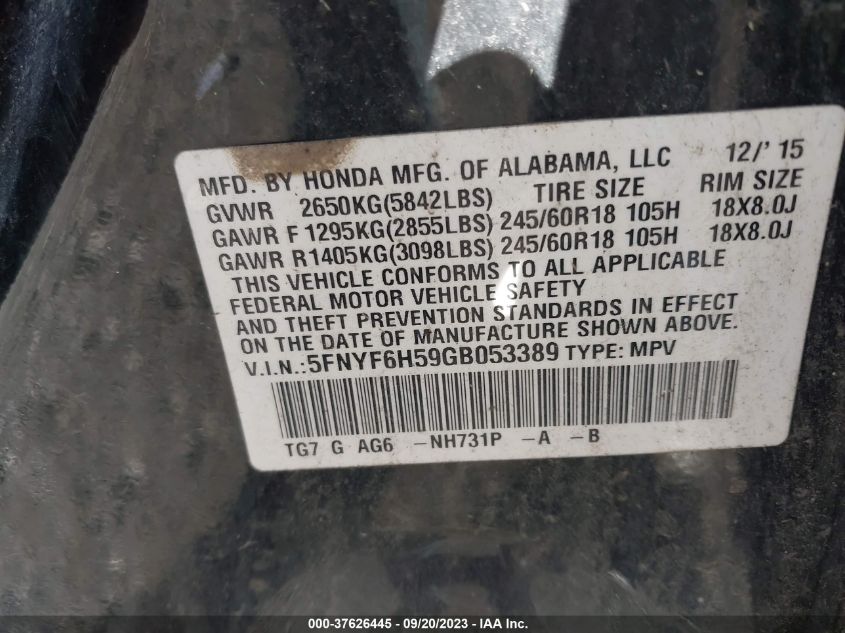 MFD. BY HONDA MFG. OF ALABAMA, LLC 12/'15
GVWR 2650KG(5842LBS) TIRE SIZE RIM SIZE
GAWR F 1295KG(2855LBS) 245/60R18 105H 18X8.0J
GAWR R1405KG(3098LBS) 245/60R18 105H 18X8.0J
THIS VEHICLE CONFORMS TO ALL APPLICABLE
FEDERAL MOTOR VEHICLE SAFETY
AND THEFT PREVENTION STANDARDS IN EFFECT
ON THE DATE OF MANUFACTURE SHOWN ABOVE.
V.I.N.:5FNYF6H59GB053389 TYPE: MPV
TG7 G AG6 -NH731P -A -B
000-37626445 - 09/20/2023 - © IAA Inc.